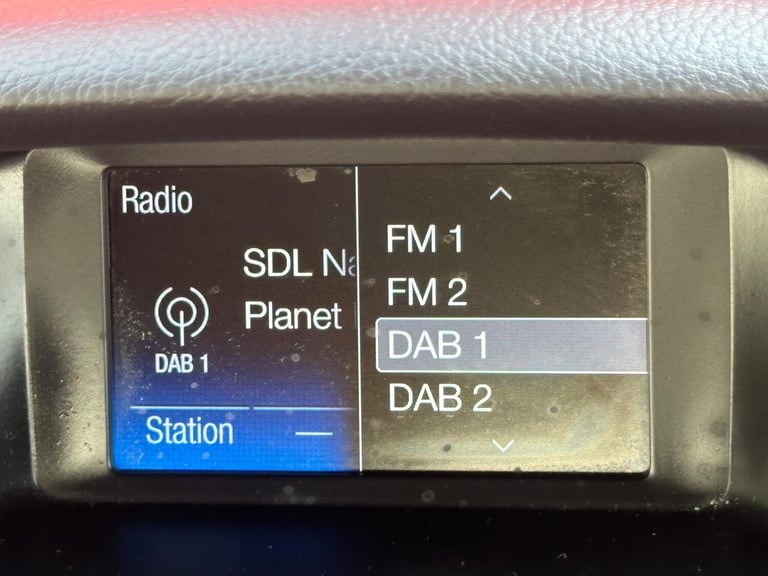 Radio
SDL Na
Planet
DAB 1
Station
FM 1
FM 2
DAB 1
DAB 2